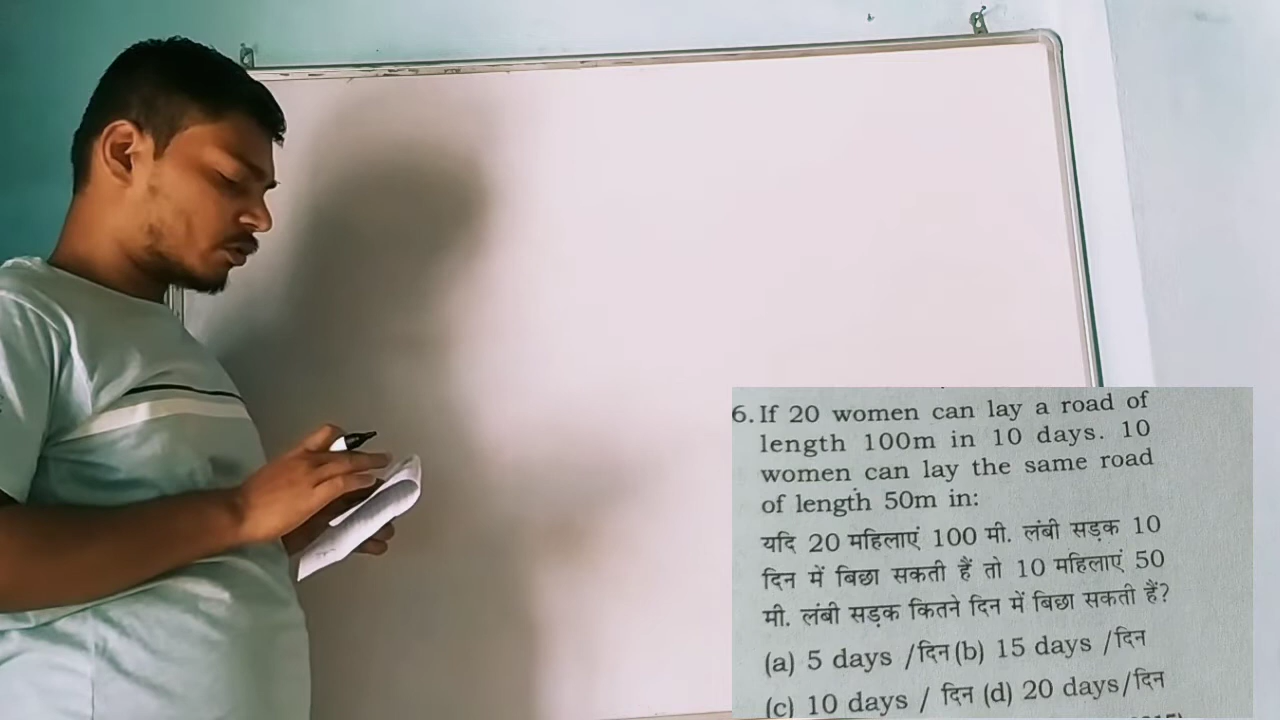 6. If 20 women can lay a road of
length 100m in 10 days. 10
women can lay the same road
of length 50m in:
यदि 20 महिलाएं 100 मी. लंबी सड़क 10
दिन में बिछा सकती हैं तो 10 महिलाएं 50
मी. लंबी सड़क कितने दिन में बिछा सकती हैं?
(a) 5 days /दिन (b) 15 days /दिन
(c) 10 days / दिन (d) 20 days/दिन